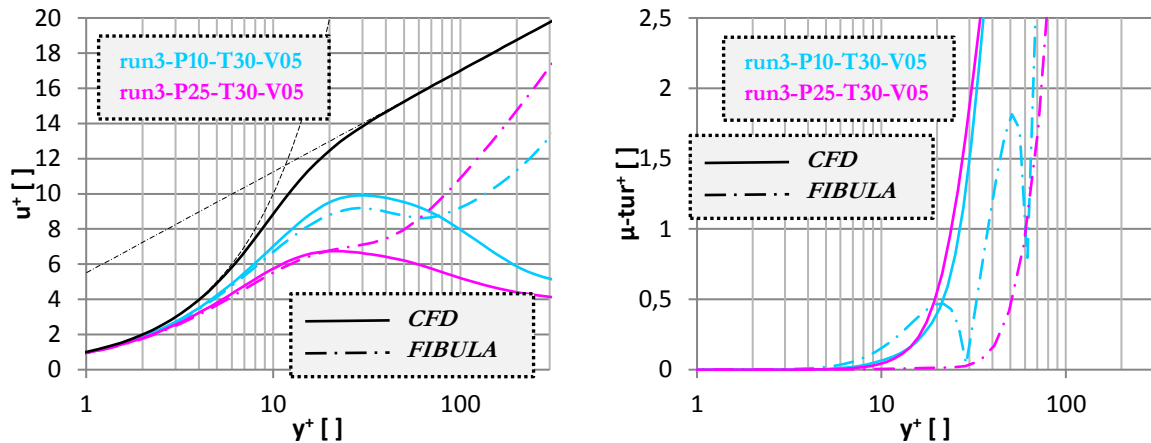 20
18
16
14
12
10
8
6
4
2
0
u⁺ [ ]
run3-P10-T30-V05
run3-P25-T30-V05
CFD
FIBULA
1 10 100
y⁺ [ ]
2,5
2
1,5
1
0,5
0
μ-tur⁺ [ ]
run3-P10-T30-V05
run3-P25-T30-V05
CFD
FIBULA
1 10 100
y⁺ [ ]